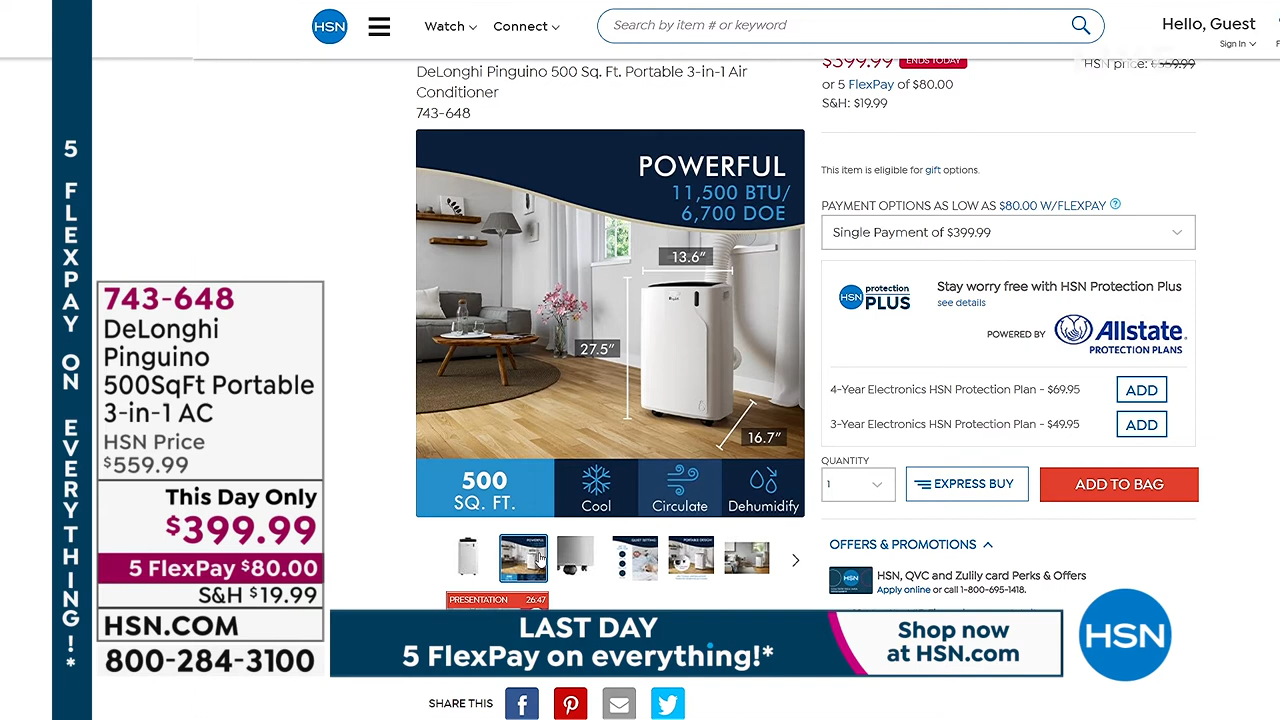 HSN
Watch
Connect
Search by item # or keyword
Hello, Guest
Sign In
$399.99
ENDS TODAY
HSN price: $559.99
DeLonghi Pinguino 500 Sq. Ft. Portable 3-in-1 Air
Conditioner
743-648
or 5 FlexPay of $80.00
S&H: $19.99
This item is eligible for gift options.
PAYMENT OPTIONS AS LOW AS $80.00 W/FLEXPAY ?
Single Payment of $399.99
HSN protection PLUS
Stay worry free with HSN Protection Plus
see details
POWERED BY
Allstate.
PROTECTION PLANS
4-Year Electronics HSN Protection Plan - $69.95
ADD
3-Year Electronics HSN Protection Plan - $49.95
ADD
QUANTITY
1
EXPRESS BUY
ADD TO BAG
OFFERS & PROMOTIONS
HSN
HSN, QVC and Zulily card Perks & Offers
Apply online or call 1-800-695-1418.
POWERFUL
11,500 BTU/
6,700 DOE
13.6"
27.5"
16.7"
500
SQ. FT.
Cool
Circulate
Dehumidify
PRESENTATION
26:47
SHARE THIS
5 FLEXPAY ON EVERYTHING!*
743-648
DeLonghi
Pinguino
500SqFt Portable
3-in-1 AC
HSN Price
$559.99
This Day Only
$399.99
5 FlexPay $80.00
S&H $19.99
HSN.COM
800-284-3100
LAST DAY
5 FlexPay on everything!*
Shop now
at HSN.com
HSN